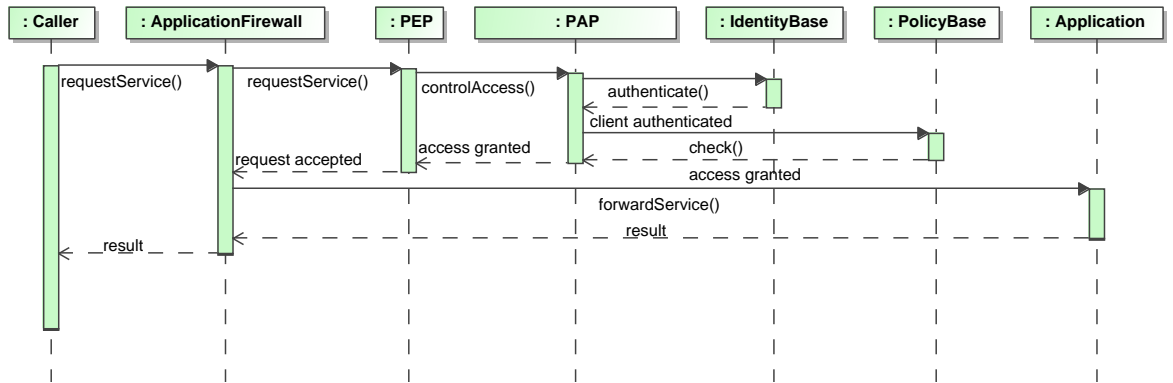 : Caller
: ApplicationFirewall
: PEP
: PAP
: IdentityBase
: PolicyBase
: Application
requestService()
requestService()
controlAccess()
authenticate()
client authenticated
check()
access granted
request accepted
access granted
forwardService()
result
result